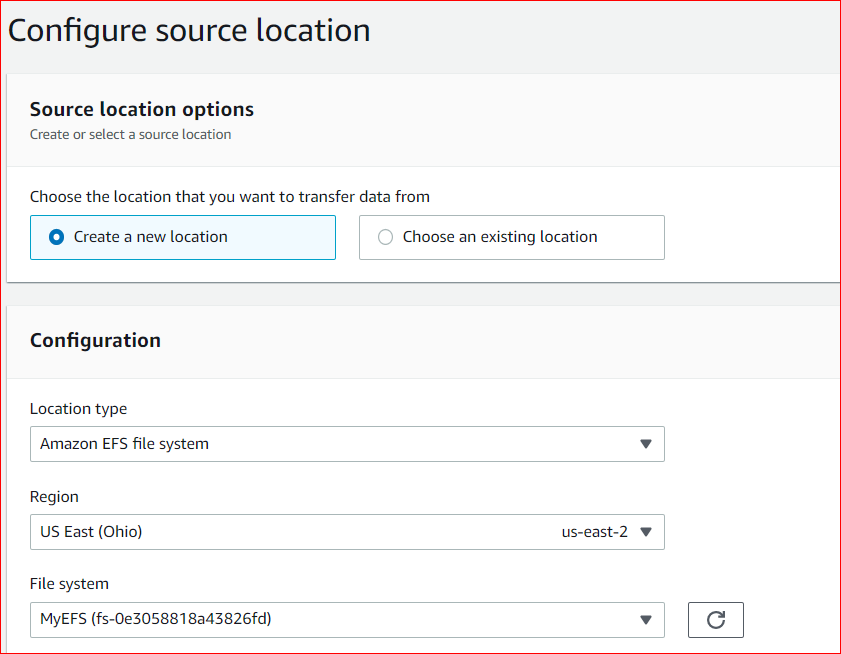 Configure source location
Source location options
Create or select a source location
Choose the location that you want to transfer data from
Create a new location
Choose an existing location
Configuration
Location type
Amazon EFS file system
Region
US East (Ohio) us-east-2
File system
MyEFS (fs-0e3058818a43826fd)